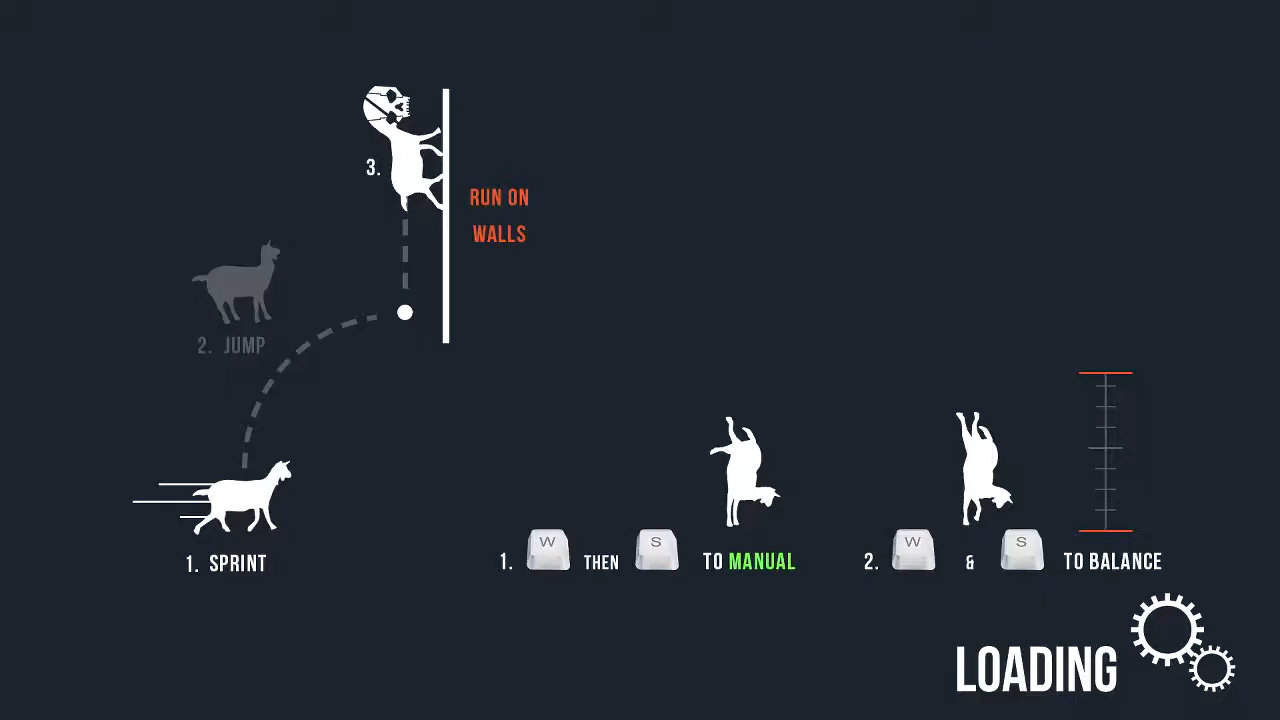 3.
RUN ON
WALLS
2. JUMP
1. SPRINT
1. W THEN S TO MANUAL
2. W & S TO BALANCE
LOADING